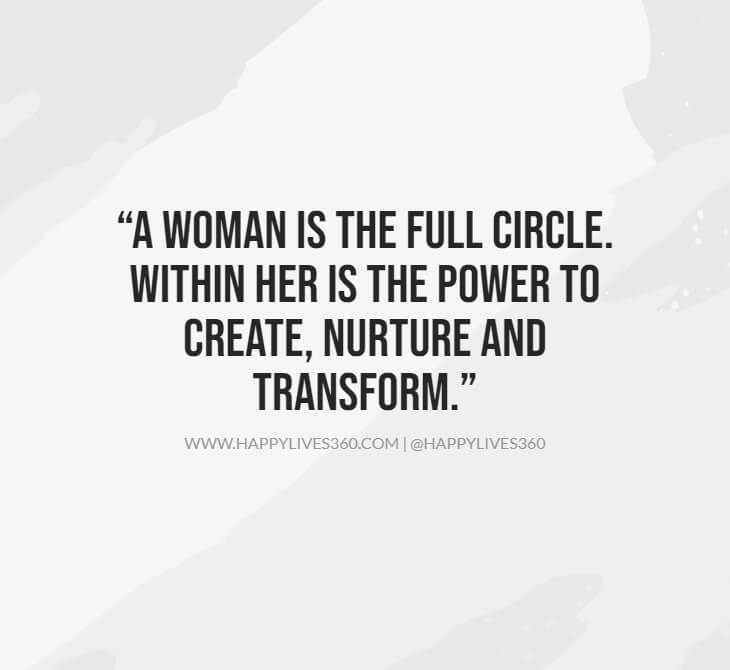 “A WOMAN IS THE FULL CIRCLE.
WITHIN HER IS THE POWER TO
CREATE, NURTURE AND
TRANSFORM.”
WWW.HAPPYLIVES360.COM | @HAPPYLIVES360